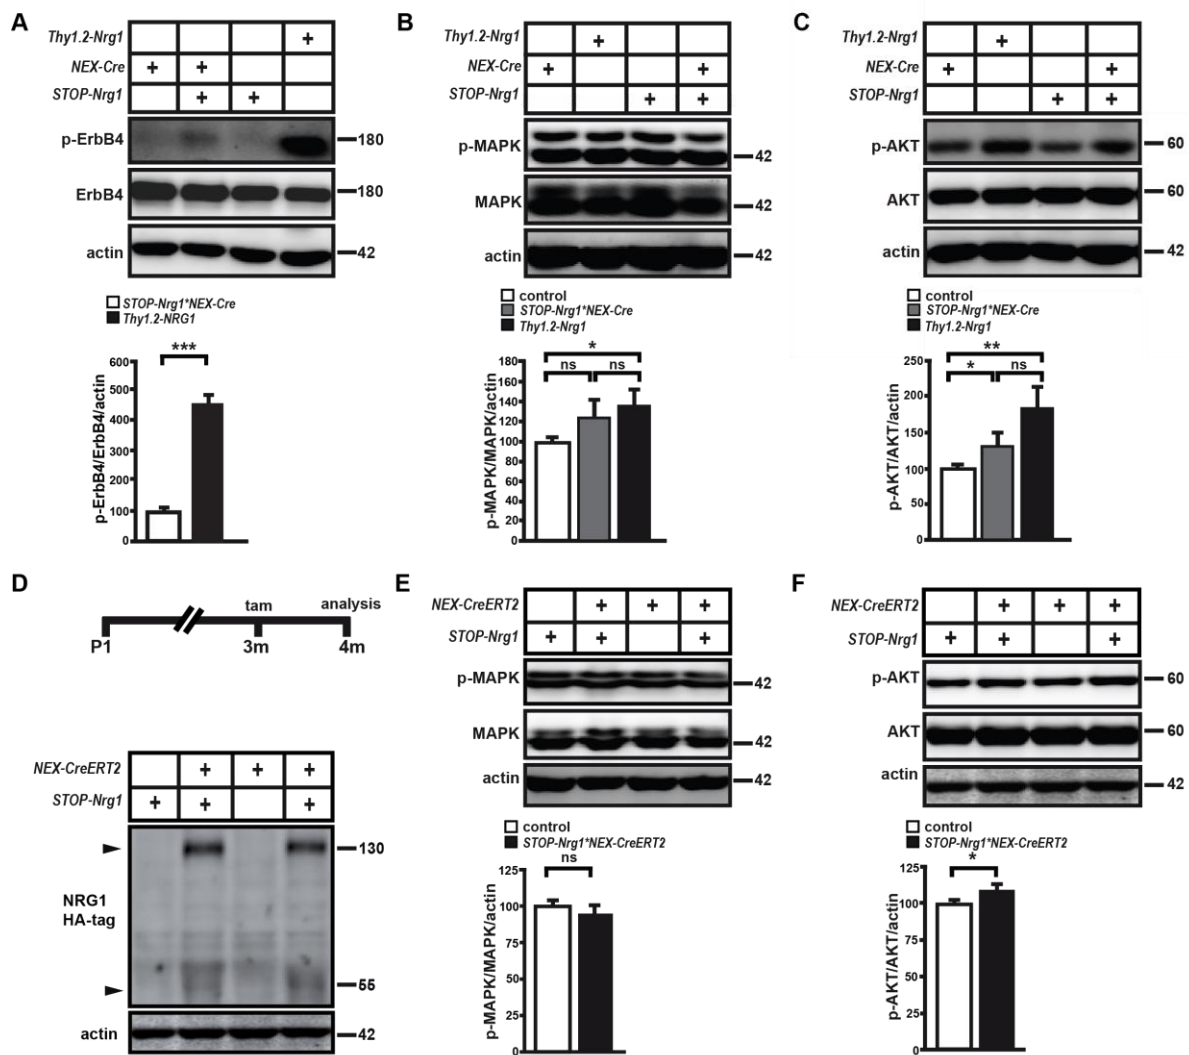 A
Thy1.2-Nrg1 +
NEX-Cre + +
STOP-Nrg1 + +
p-ErbB4 180
ErbB4 180
actin 42
STOP-Nrg1*NEX-Cre
Thy1.2-NRG1
***
p-ErbB4/ErbB4/actin
600
500
400
300
200
100
0
B
Thy1.2-Nrg1 +
NEX-Cre + +
STOP-Nrg1 + +
p-MAPK 42
MAPK 42
actin 42
control
STOP-Nrg1*NEX-Cre
Thy1.2-Nrg1
*
ns ns
p-MAPK/MAPK/actin
180
160
140
120
100
80
60
40
20
0
C
Thy1.2-Nrg1 +
NEX-Cre + +
STOP-Nrg1 + +
p-AKT 60
AKT 60
actin 42
control
STOP-Nrg1*NEX-Cre
Thy1.2-Nrg1
**
* ns
p-AKT/AKT/actin
250
200
150
100
50
0
D
tam analysis
P1 3m 4m
NEX-CreERT2 + + +
STOP-Nrg1 + + +
130
NRG1
HA-tag
55
actin 42
E
NEX-CreERT2 + + +
STOP-Nrg1 + + +
p-MAPK 42
MAPK 42
actin 42
control
STOP-Nrg1*NEX-CreERT2
ns
p-MAPK/MAPK/actin
125
100
75
50
25
0
F
NEX-CreERT2 + + +
STOP-Nrg1 + + +
p-AKT 60
AKT 60
actin 42
control
STOP-Nrg1*NEX-CreERT2
*
p-AKT/AKT/actin
125
100
75
50
25
0